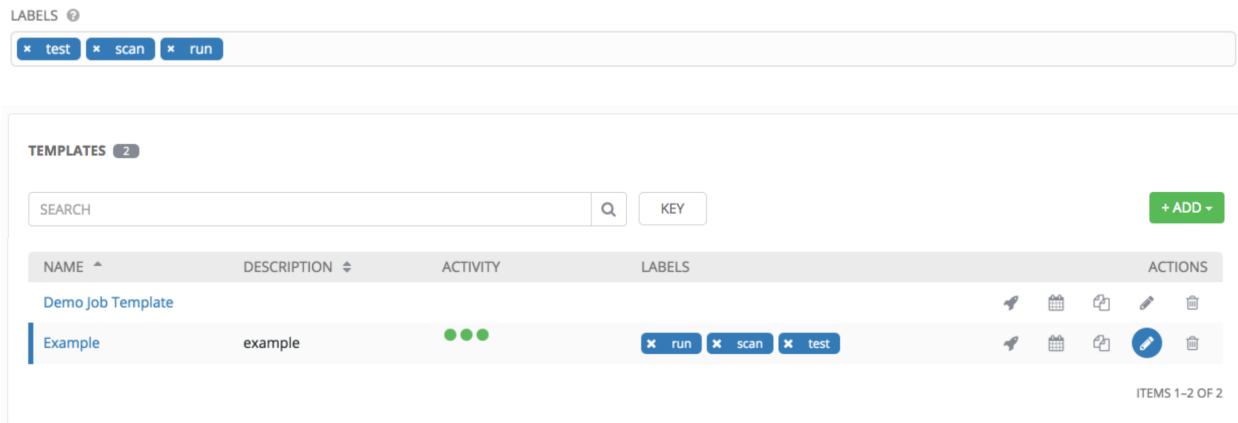 LABELS ?
× test × scan × run
TEMPLATES 2
SEARCH KEY + ADD
NAME DESCRIPTION ACTIVITY LABELS ACTIONS
Demo Job Template
Example example × run × scan × test
ITEMS 1–2 OF 2